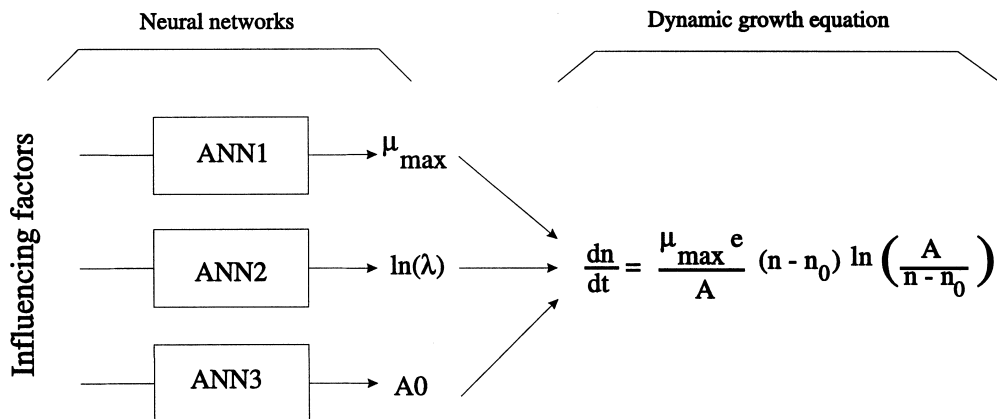 Neural networks
Dynamic growth equation
Influencing factors
ANN1
μmax
ANN2
ln(λ)
ANN3
A0
dn/dt = μmax e/A (n - n0) ln (A/n - n0)